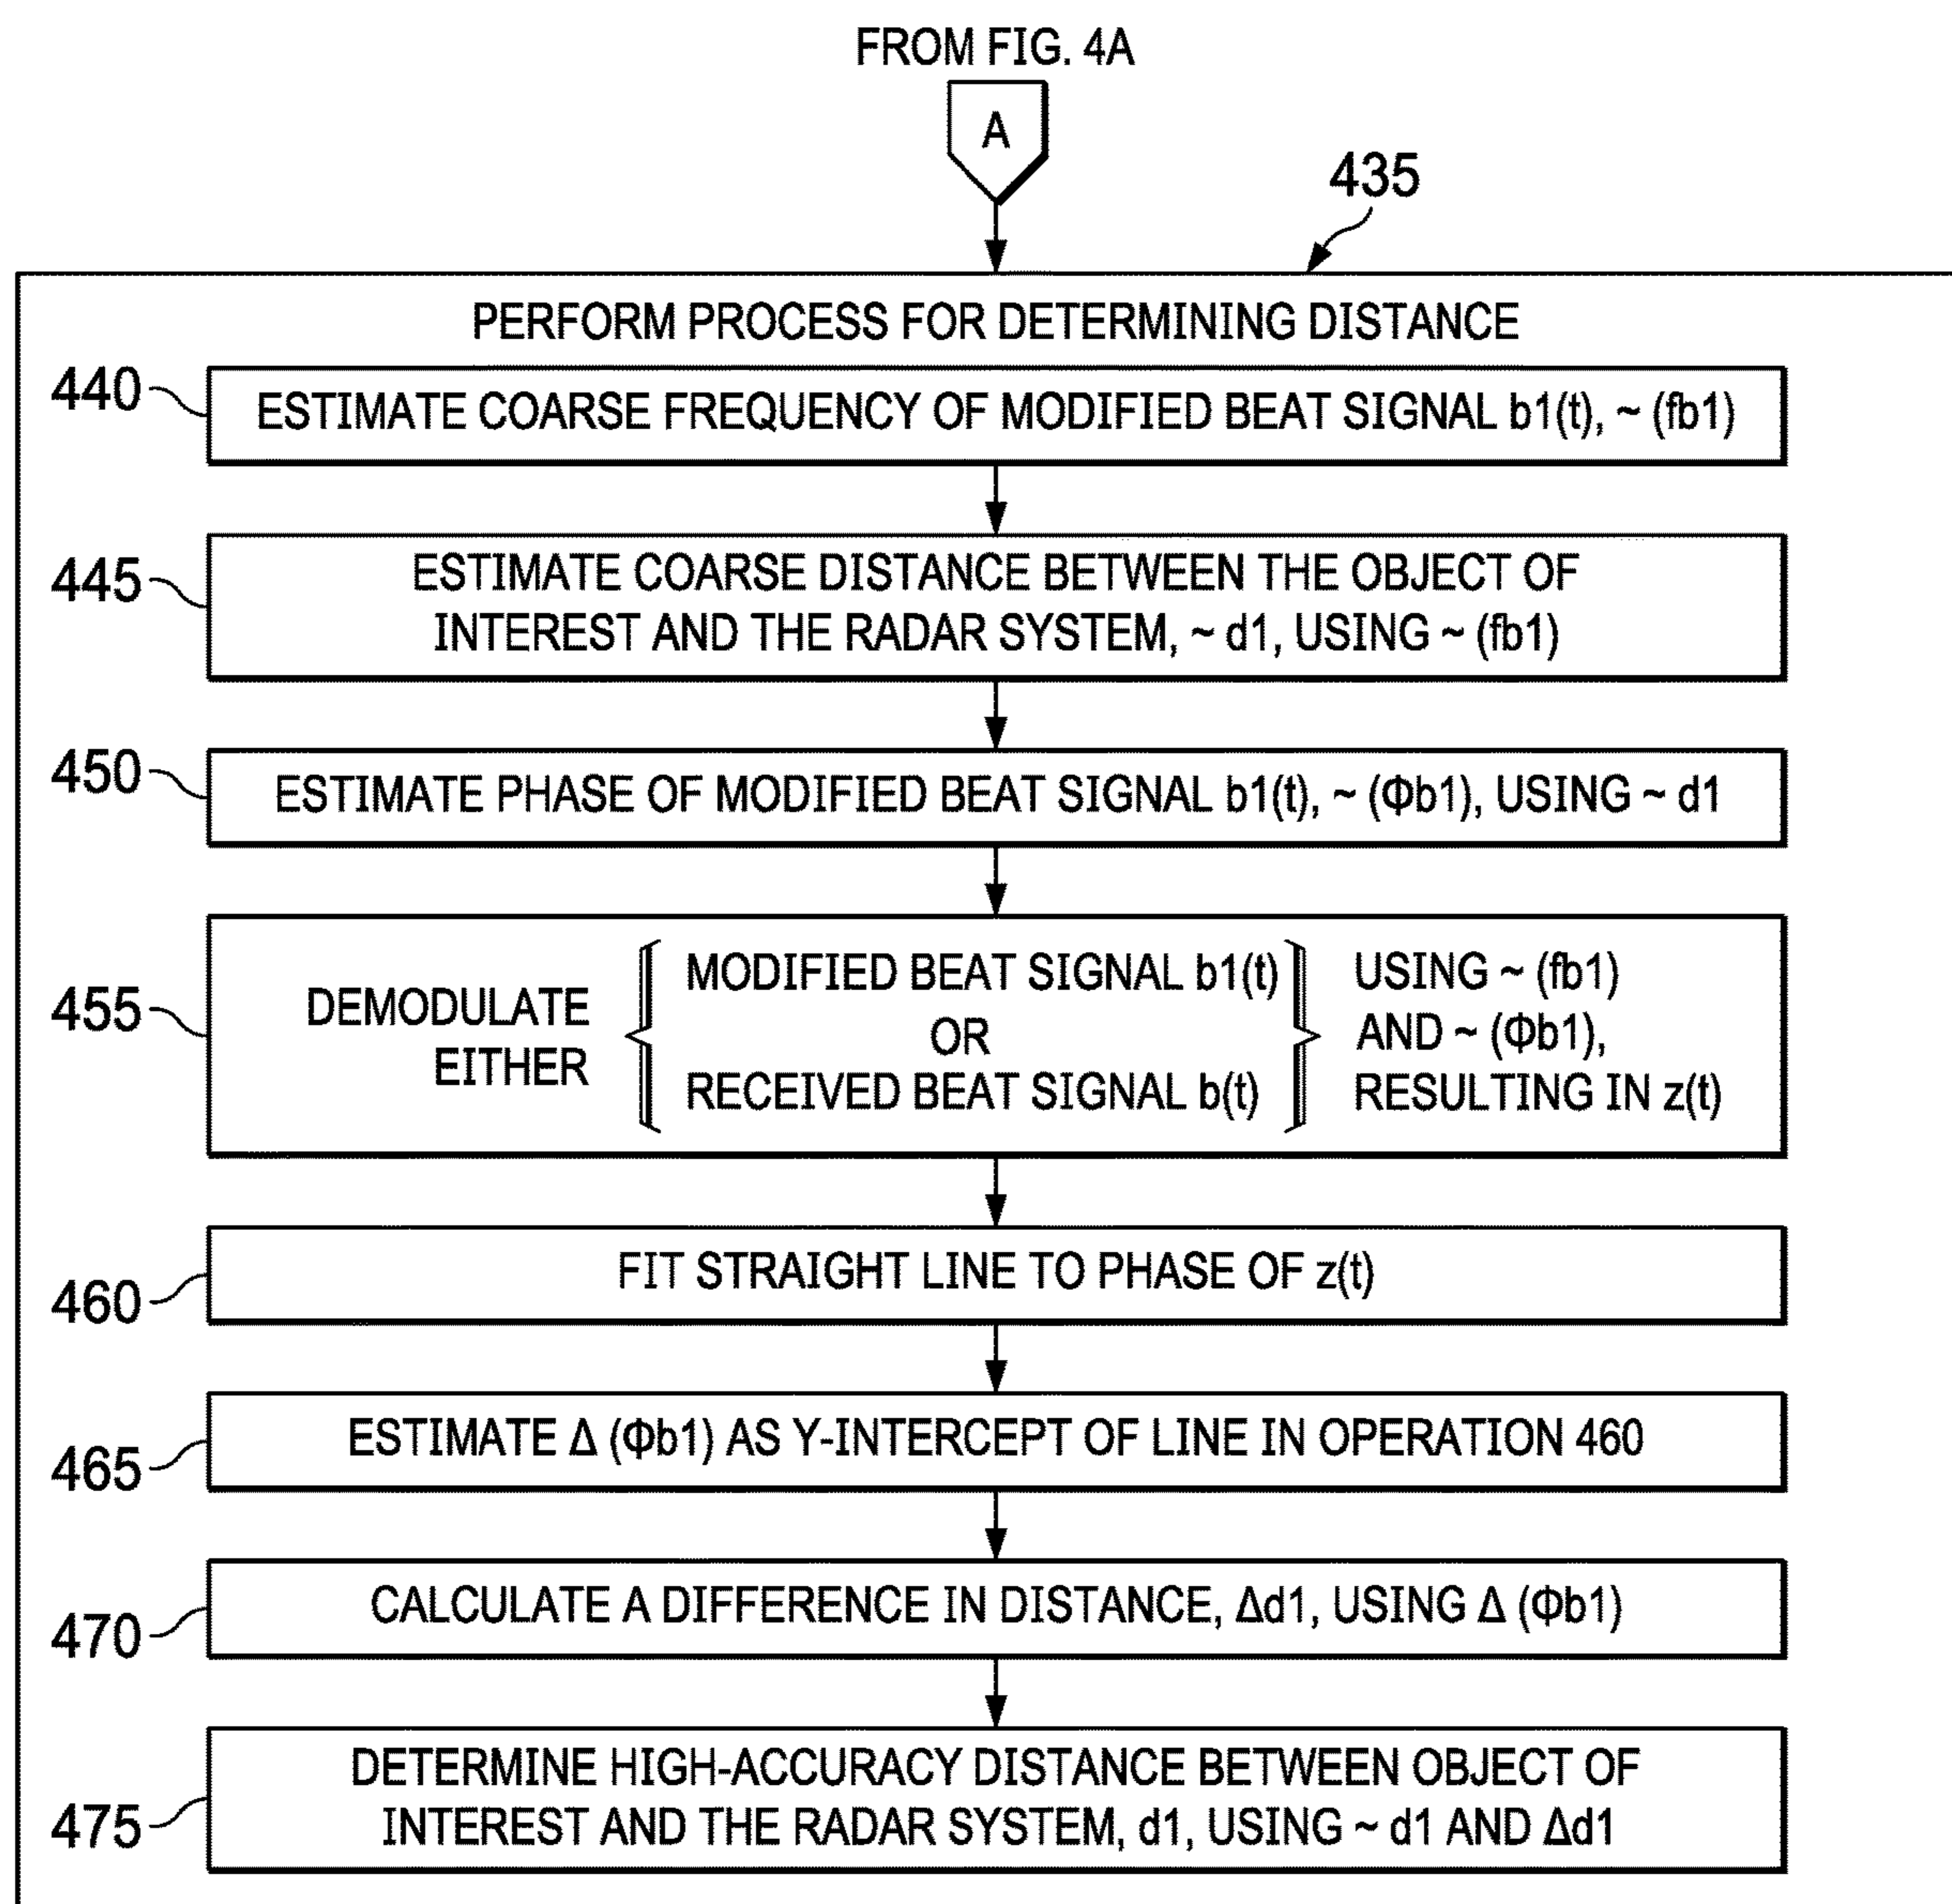 FROM FIG. 4A
A
435
PERFORM PROCESS FOR DETERMINING DISTANCE
440
ESTIMATE COARSE FREQUENCY OF MODIFIED BEAT SIGNAL b1(t), ~ (fb1)
445
ESTIMATE COARSE DISTANCE BETWEEN THE OBJECT OF
INTEREST AND THE RADAR SYSTEM, ~ d1, USING ~ (fb1)
450
ESTIMATE PHASE OF MODIFIED BEAT SIGNAL b1(t), ~ (Φb1), USING ~ d1
455
DEMODULATE
EITHER
MODIFIED BEAT SIGNAL b1(t)
OR
RECEIVED BEAT SIGNAL b(t)
USING ~ (fb1)
AND ~ (Φb1),
RESULTING IN z(t)
460
FIT STRAIGHT LINE TO PHASE OF z(t)
465
ESTIMATE Δ (Φb1) AS Y-INTERCEPT OF LINE IN OPERATION 460
470
CALCULATE A DIFFERENCE IN DISTANCE, Δd1, USING Δ (Φb1)
475
DETERMINE HIGH-ACCURACY DISTANCE BETWEEN OBJECT OF
INTEREST AND THE RADAR SYSTEM, d1, USING ~ d1 AND Δd1